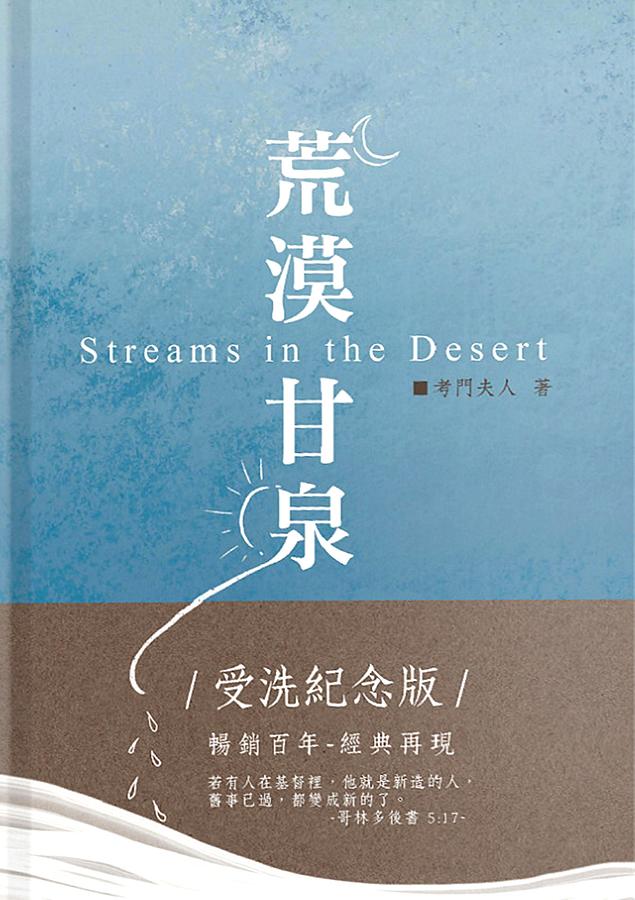 荒漠甘泉
Streams in the Desert
■考門夫人 著
/受洗紀念版/
暢銷百年-經典再現
若有人在基督裡，他就是新造的人，
舊事已過，都變成新的了。
-哥林多後書 5:17-